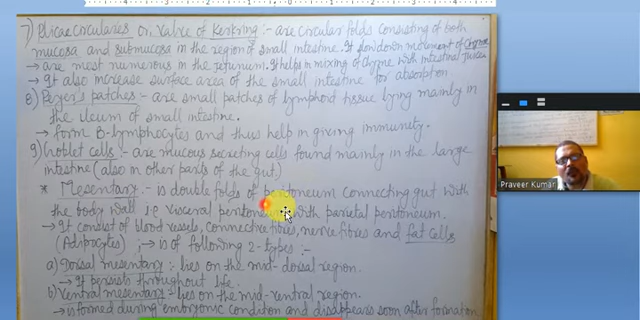 7) Plicae circulares or valve of Kerkring :- are circular folds consisting of both
mucosa and submucosa in the region of small intestine. It slow down movement of chyme
→ are most numerous in the jejunum. It helps in mixing of chyme with intestinal juice
→ It also increase surface area of the small intestine for absorption
8) Peyer's patches :- are small patches of lymphoid tissue lying mainly in
the ileum of small intestine.
→ form B-lymphocytes and thus help in giving immunity.
9) Goblet cells :- are mucous secreting cells found mainly in the large
intestine (also in other parts of the gut)
* Mesentary :- is double folds of peritoneum connecting gut with
the body wall i.e visceral peritoneum with parietal peritoneum.
→ It consist of blood vessels, connective fibres, nerve fibres and fat cells
(Adipocytes) ;→ is of following 2-types :-
a) Dorsal mesentary :- lies on the mid-dorsal region.
→ It persists throughout life.
b) Ventral mesentary :- lies on the mid-ventral region.
→ is formed during embryonic condition and disappears soon after formation
Praveer Kumar